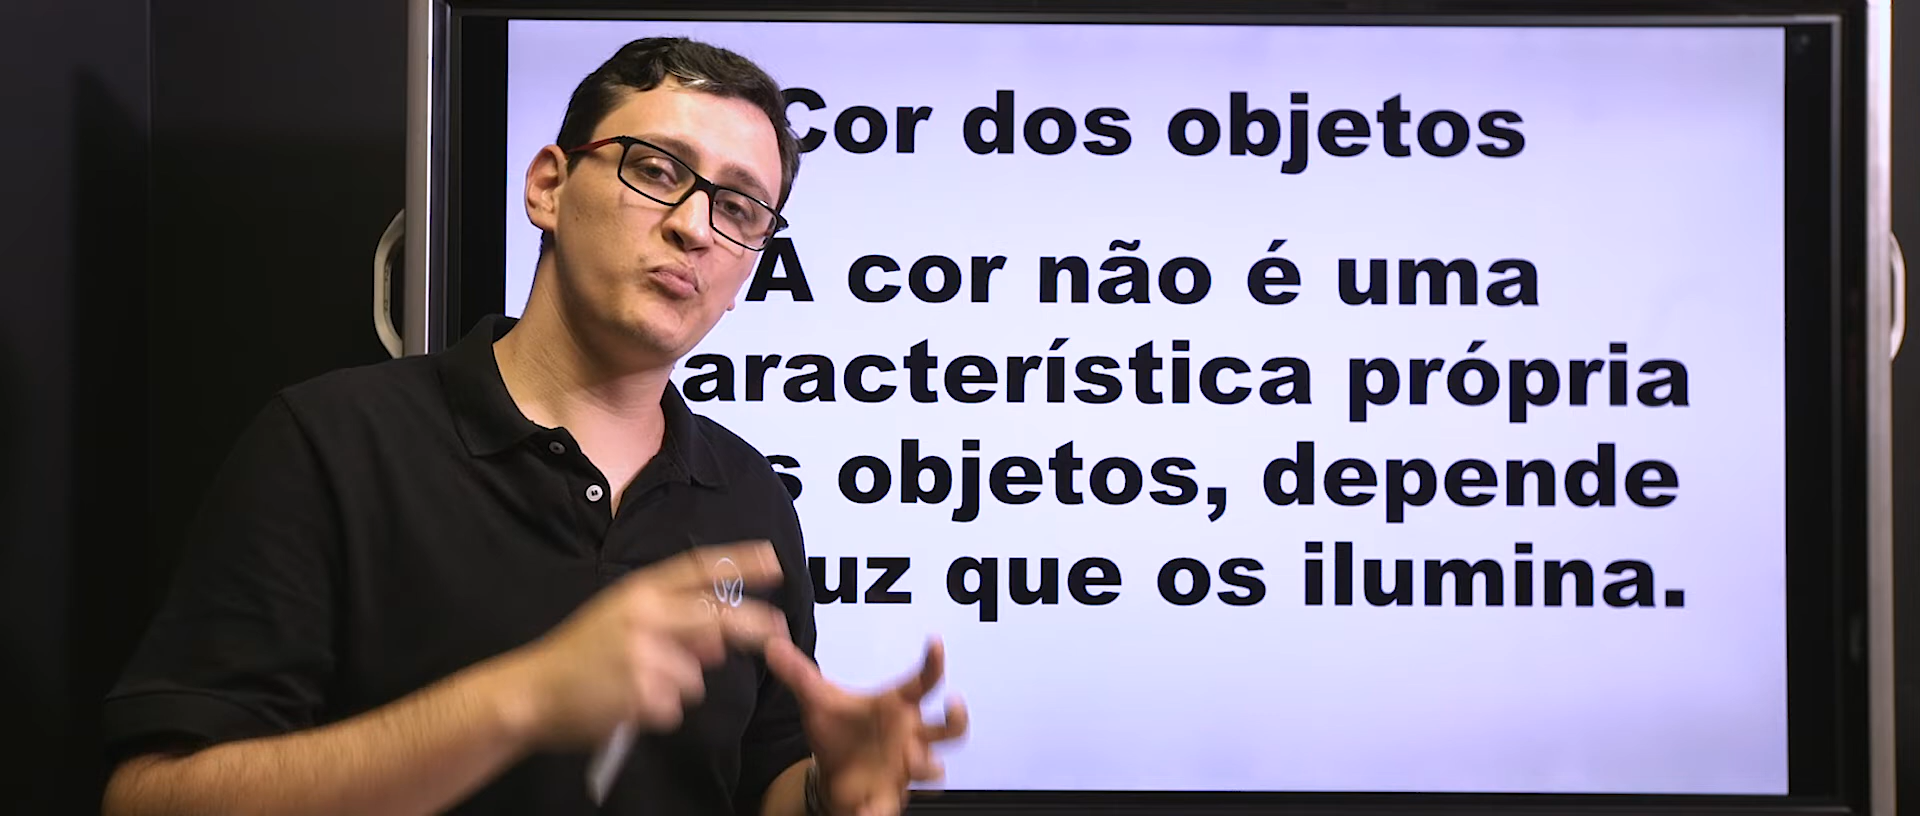 Cor dos objetos
A cor não é uma
aracterística própria
s objetos, depende
uz que os ilumina.